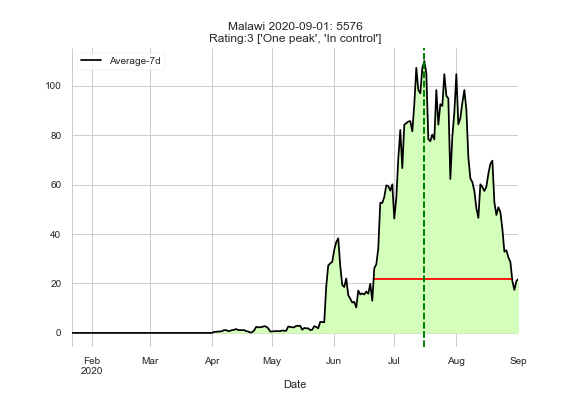 Malawi 2020-09-01: 5576
Rating:3 ['One peak', 'In control']
Average-7d
100
80
60
40
20
0
Feb
2020
Mar
Apr
May
Jun
Jul
Aug
Sep
Date